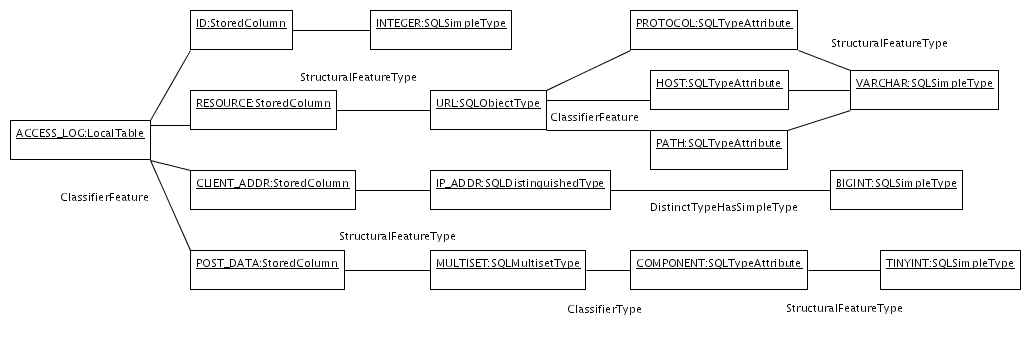 ID:StoredColumn
INTEGER:SQLSimpleType
PROTOCOL:SQLTypeAttribute
StructuralFeatureType
StructuralFeatureType
HOST:SQLTypeAttribute
VARCHAR:SQLSimpleType
RESOURCE:StoredColumn
URL:SQLObjectType
ClassifierFeature
ACCESS_LOG:LocalTable
PATH:SQLTypeAttribute
CLIENT_ADDR:StoredColumn
IP_ADDR:SQLDistinquishedType
BIGINT:SQLSimpleType
ClassifierFeature
DistinctTypeHasSimpleType
StructuralFeatureType
POST_DATA:StoredColumn
MULTISET:SQLMultisetType
COMPONENT:SQLTypeAttribute
TINYINT:SQLSimpleType
ClassifierType
StructuralFeatureType